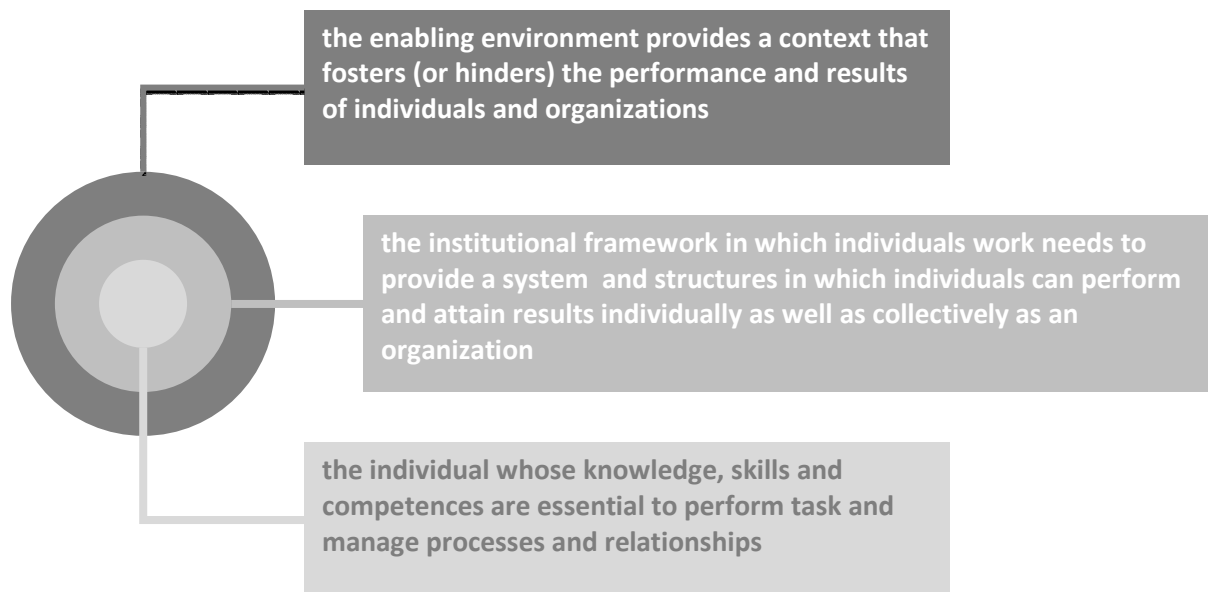 the enabling environment provides a context that
fosters (or hinders) the performance and results
of individuals and organizations
the institutional framework in which individuals work needs to
provide a system  and structures in which individuals can perform
and attain results individually as well as collectively as an
organization
the individual whose knowledge, skills and
competences are essential to perform task and
manage processes and relationships